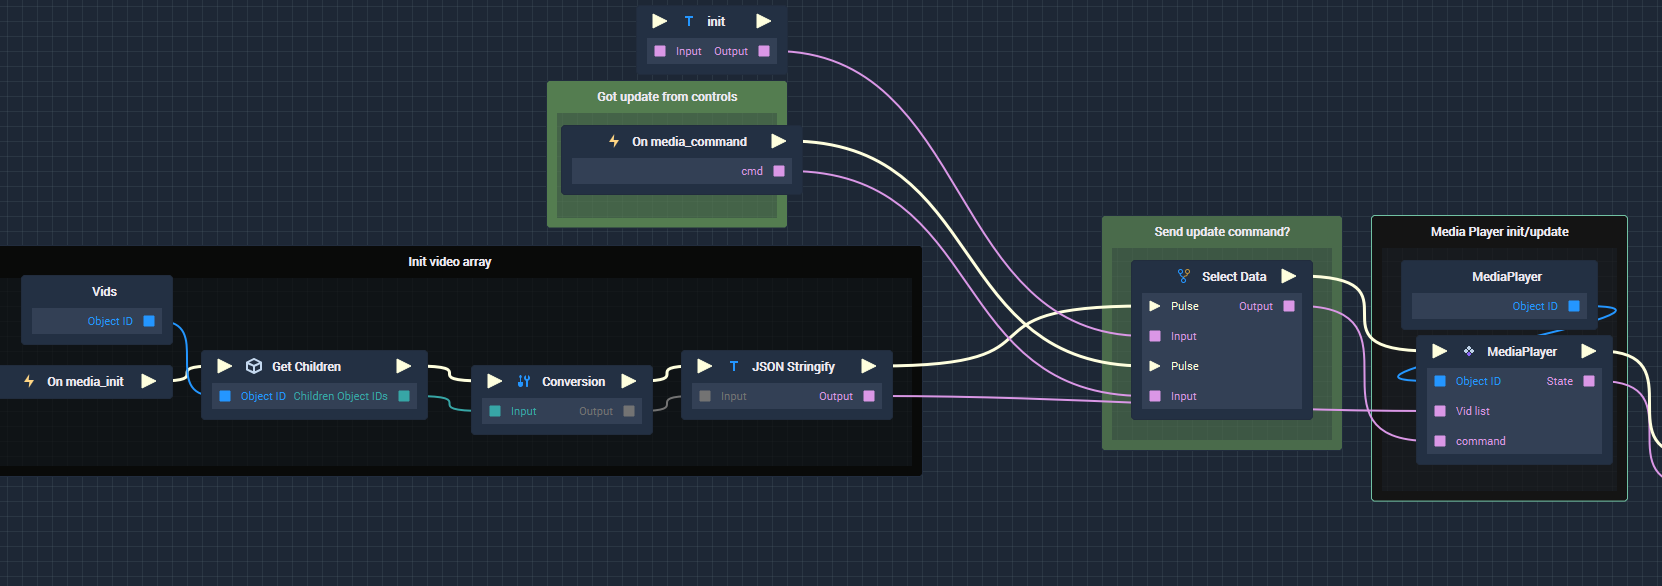 init
Input Output
Got update from controls
On media_command
cmd
Init video array
Vids
Object ID
On media_init
Get Children
Object ID Children Object IDs
Conversion
Input Output
JSON Stringify
Input Output
Send update command?
Select Data
Pulse Output
Input
Pulse
Input
Media Player init/update
MediaPlayer
Object ID
MediaPlayer
Object ID State
Vid list
command